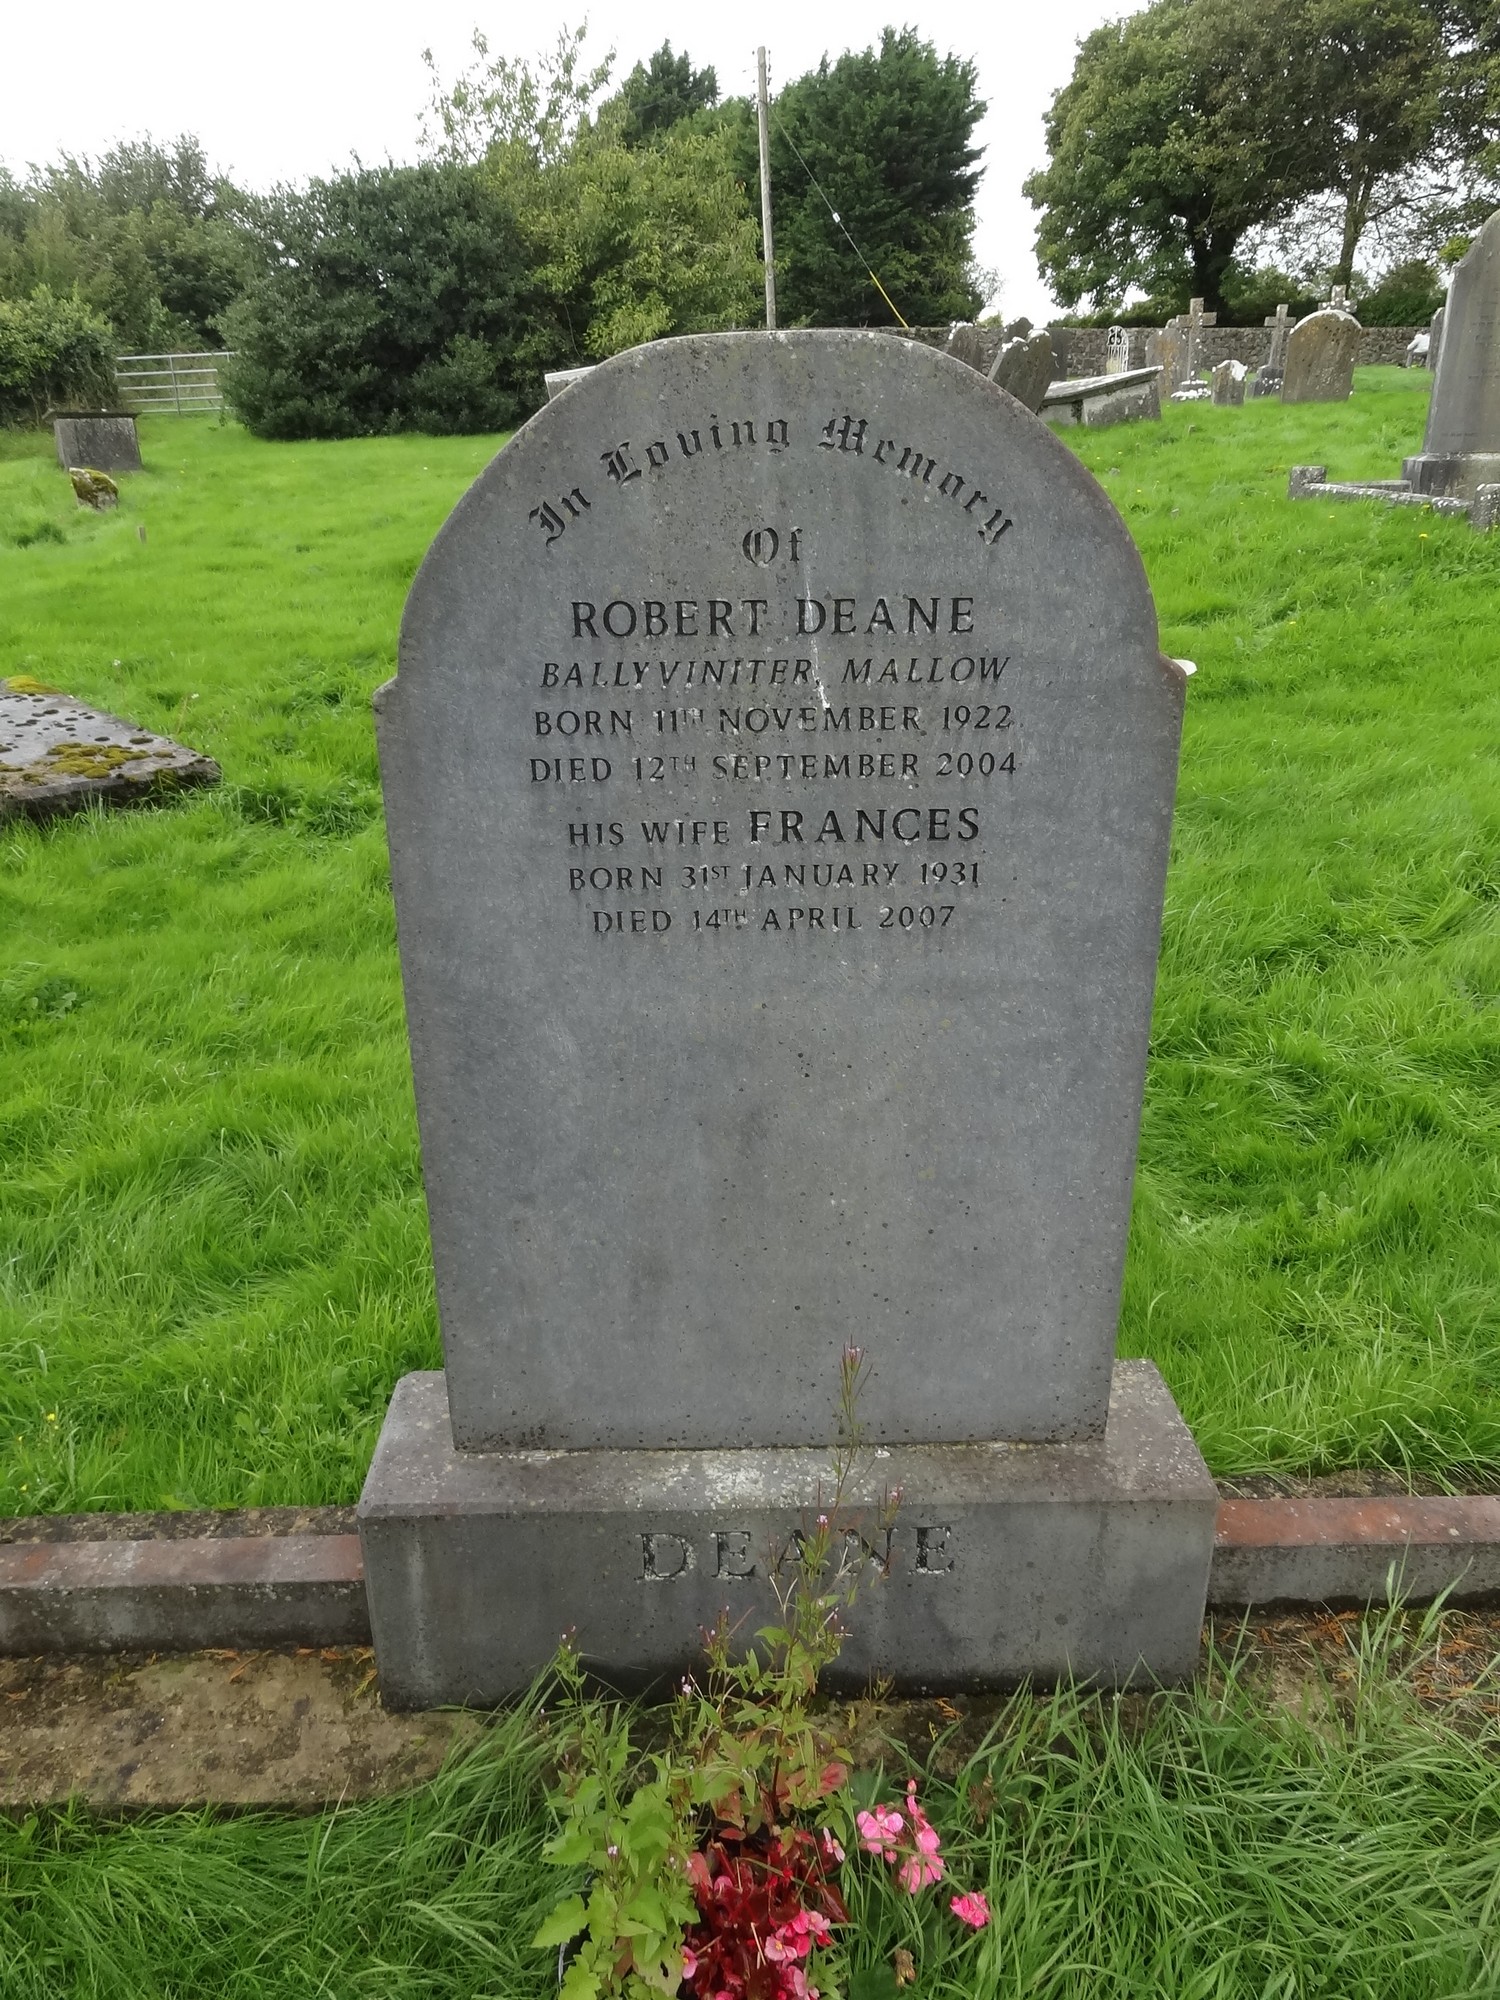 In Loving Memory
Of
ROBERT DEANE
BALLYVINITER, MALLOW
BORN 11TH NOVEMBER 1922
DIED 12TH SEPTEMBER 2004
HIS WIFE FRANCES
BORN 31ST JANUARY 1931
DIED 14TH APRIL 2007
DEANE